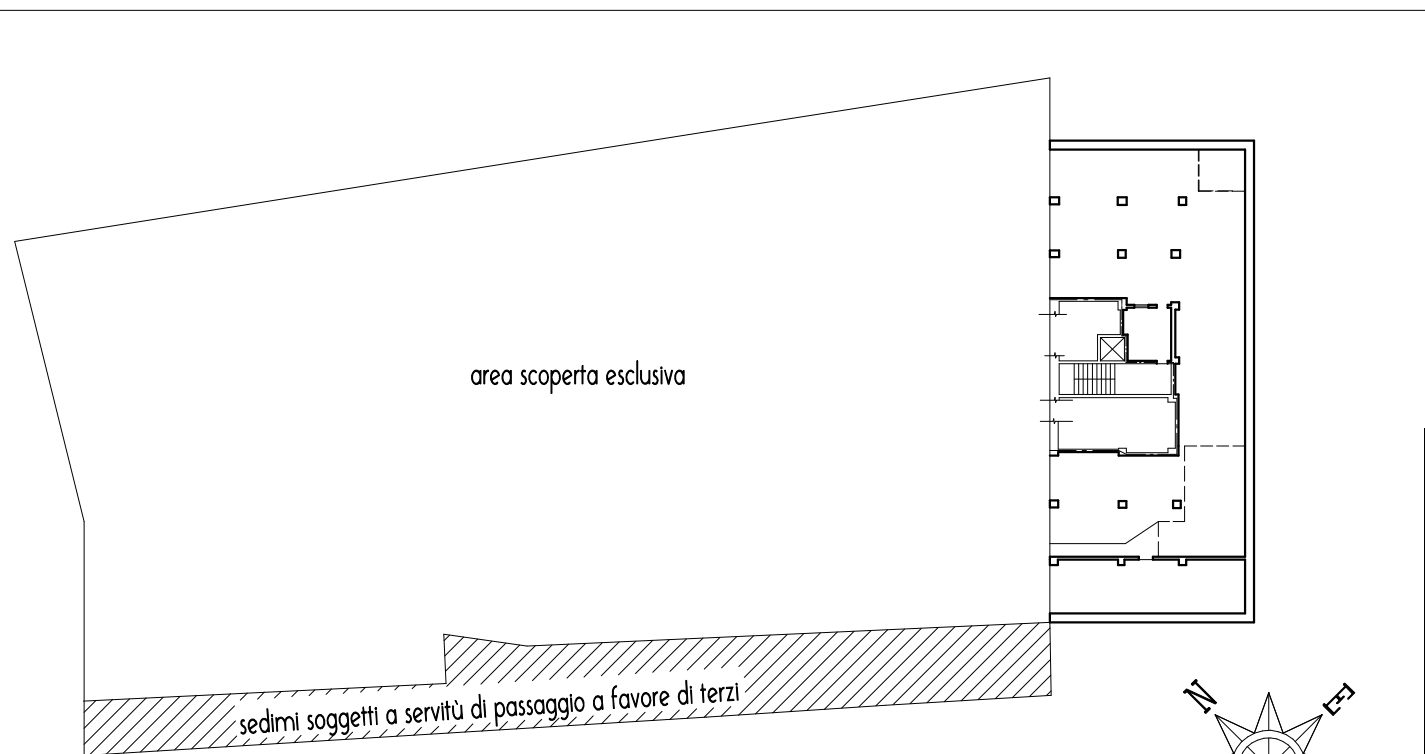 area scoperta esclusiva
sedimi soggetti a servitù di passaggio a favore di terzi
N
E